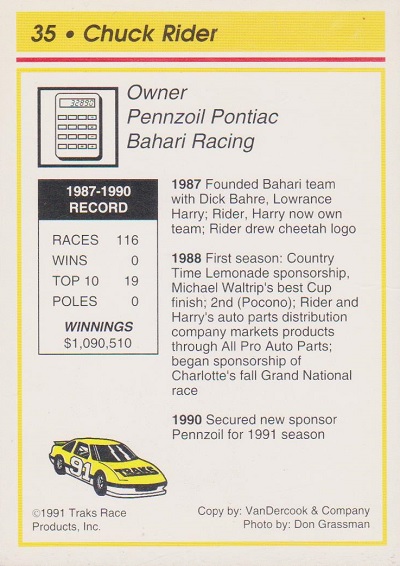 35 • Chuck Rider
Owner
Pennzoil Pontiac
Bahari Racing
1987-1990
RECORD
RACES 116
WINS 0
TOP 10 19
POLES 0
WINNINGS
$1,090,510
1987 Founded Bahari team
with Dick Bahre, Lowrance
Harry; Rider, Harry now own
team; Rider drew cheetah logo
1988 First season: Country
Time Lemonade sponsorship,
Michael Waltrip's best Cup
finish; 2nd (Pocono); Rider and
Harry's auto parts distribution
company markets products
through All Pro Auto Parts;
began sponsorship of
Charlotte's fall Grand National
race
1990 Secured new sponsor
Pennzoil for 1991 season
91
TRAKS
©1991 Traks Race
Products, Inc.
Copy by: VanDercook & Company
Photo by: Don Grassman